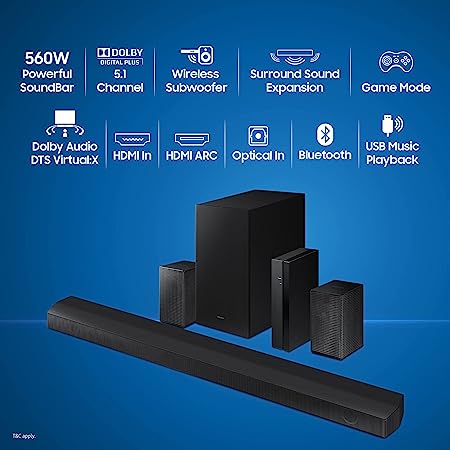 560W
Powerful
SoundBar
DOLBY
DIGITAL PLUS
5.1
Channel
Wireless
Subwoofer
Surround Sound
Expansion
Game Mode
Dolby Audio
DTS Virtual:X
HDMI In
HDMI ARC
Optical In
Bluetooth
USB Music
Playback
T&C apply.